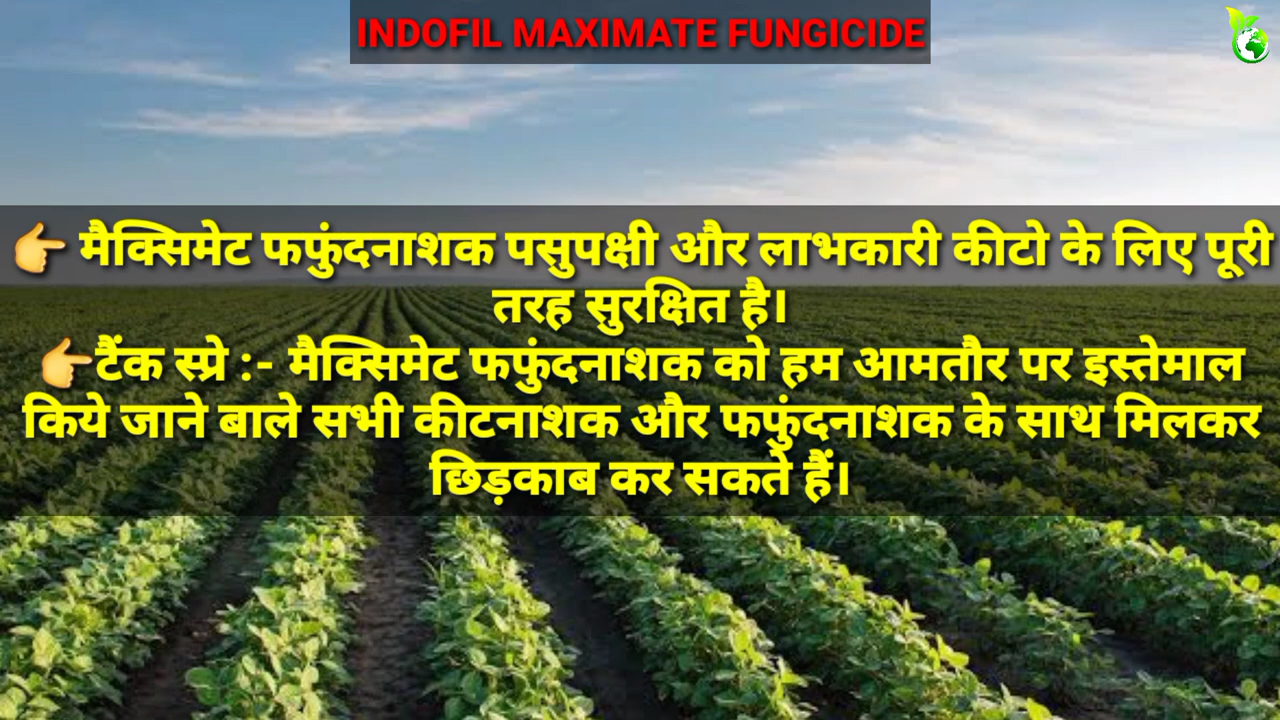 INDOFIL MAXIMATE FUNGICIDE
👉 मैक्सिमेट फफुंदनाशक पसुपक्षी और लाभकारी कीटो के लिए पूरी
तरह सुरक्षित है।
👉टैंक स्प्रे :- मैक्सिमेट फफुंदनाशक को हम आमतौर पर इस्तेमाल
किये जाने बाले सभी कीटनाशक और फफुंदनाशक के साथ मिलकर
छिड़काब कर सकते हैं।